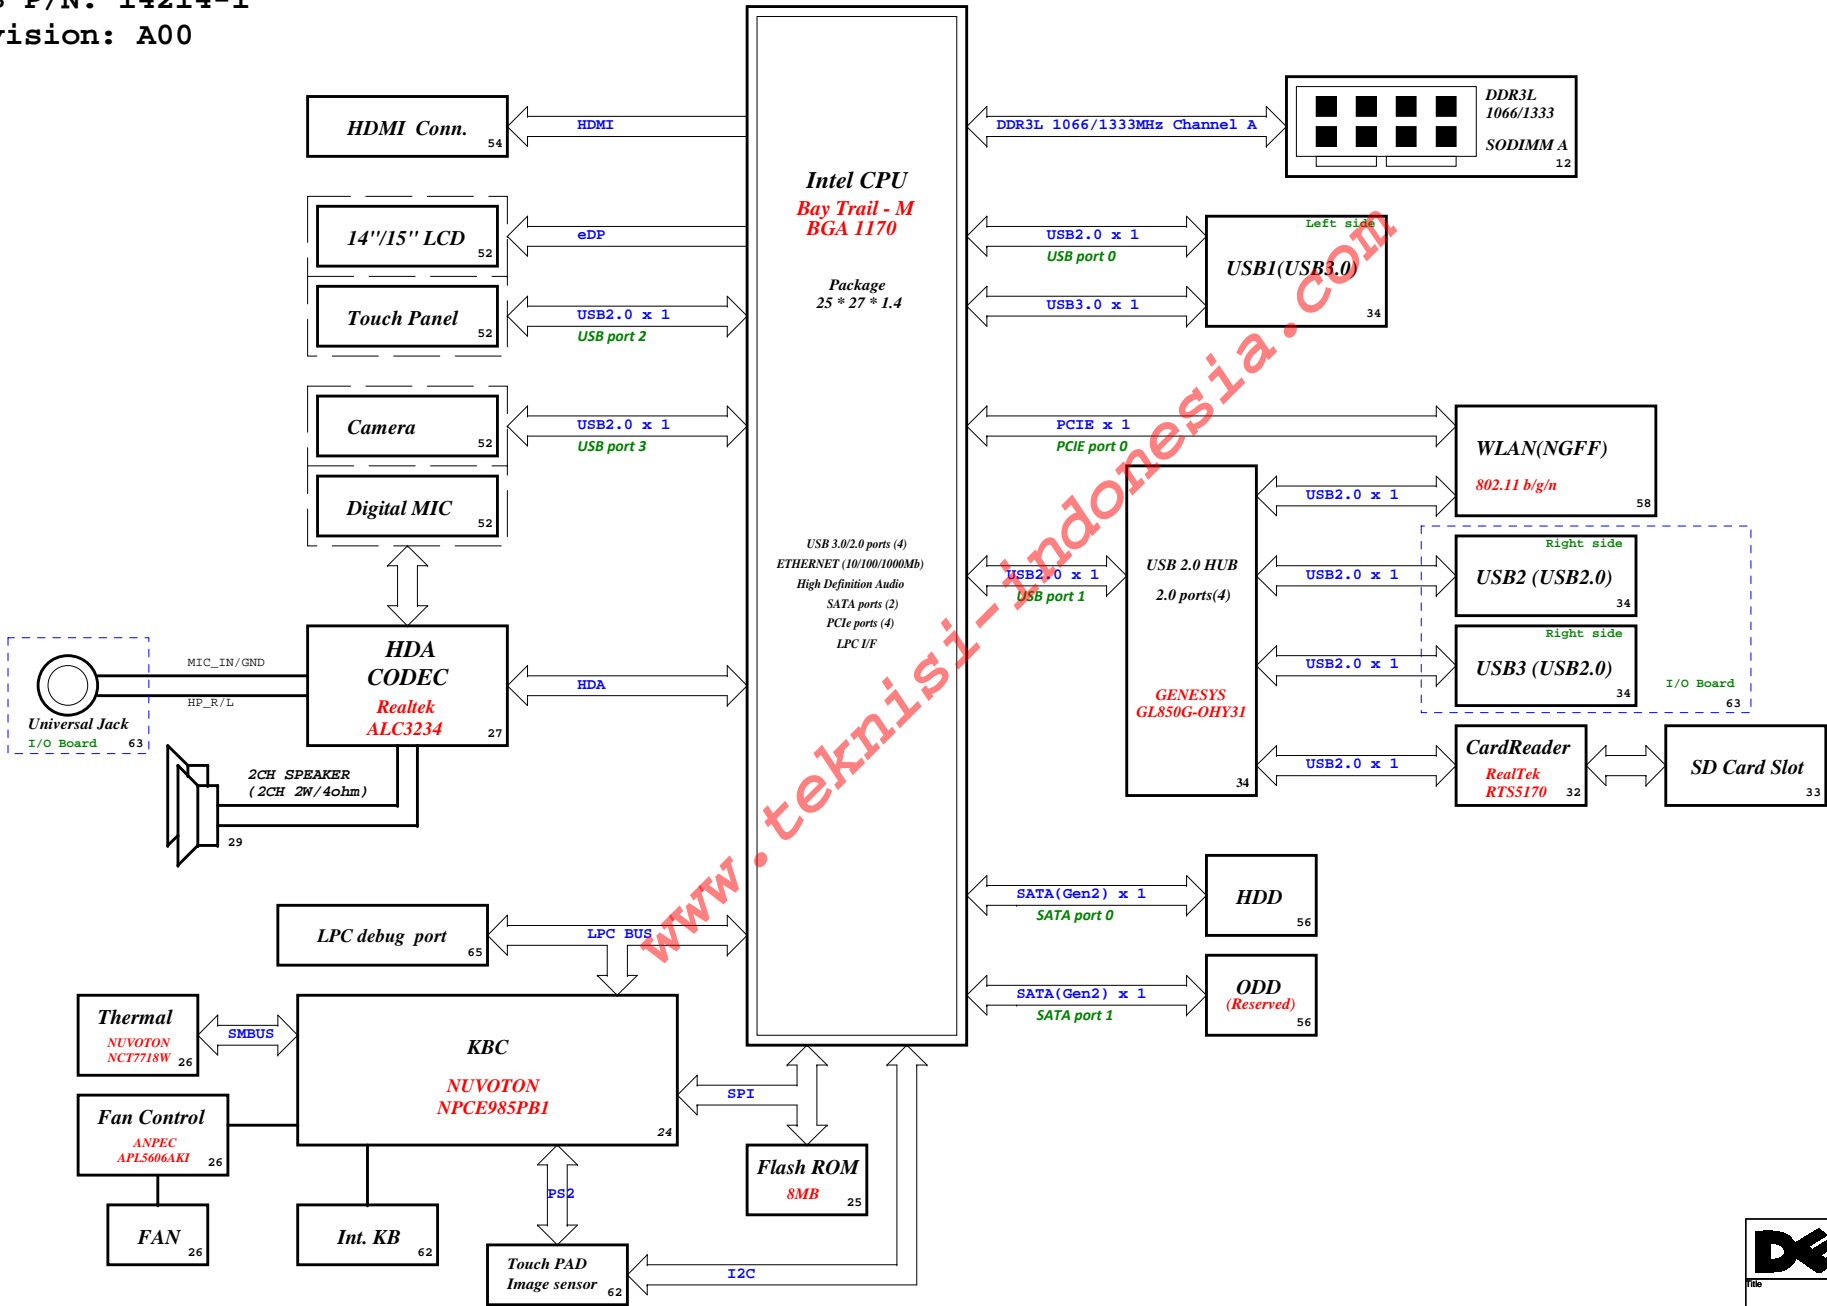 P/N: 14214-1
vision: A00
HDMI Conn.
54
HDMI
14"/15" LCD
52
eDP
Touch Panel
52
USB2.0 x 1
USB port 2
Camera
52
USB2.0 x 1
USB port 3
Digital MIC
52
HDA
CODEC
Realtek
ALC3234
27
HDA
MIC_IN/GND
HP_R/L
Universal Jack
I/O Board
63
2CH SPEAKER
(2CH 2W/4ohm)
29
LPC debug port
65
LPC BUS
Thermal
NUVOTON
NCT7718W
26
SMBUS
KBC
NUVOTON
NPCE985PB1
24
Fan Control
ANPEC
APL5606AKI
26
FAN
26
Int. KB
62
PS2
Touch PAD
Image sensor
62
I2C
SPI
Flash ROM
8MB
25
Intel CPU
Bay Trail - M
BGA 1170
Package
25 * 27 * 1.4
USB 3.0/2.0 ports (4)
ETHERNET (10/100/1000Mb)
High Definition Audio
SATA ports (2)
PCIe ports (4)
LPC I/F
DDR3L 1066/1333MHz Channel A
DDR3L
1066/1333
SODIMM A
12
USB2.0 x 1
USB port 0
USB3.0 x 1
Left side
USB1(USB3.0)
34
PCIE x 1
PCIE port 0
WLAN(NGFF)
802.11 b/g/n
58
USB2.0 x 1
USB2.0 x 1
USB port 1
USB 2.0 HUB
2.0 ports(4)
GENESYS
GL850G-OHY31
34
USB2.0 x 1
Right side
USB2 (USB2.0)
34
USB2.0 x 1
Right side
USB3 (USB2.0)
34
I/O Board
63
USB2.0 x 1
CardReader
RealTek
RTS5170
32
SD Card Slot
33
SATA(Gen2) x 1
SATA port 0
HDD
56
SATA(Gen2) x 1
SATA port 1
ODD
(Reserved)
56
www.teknisi-indonesia.com
Title